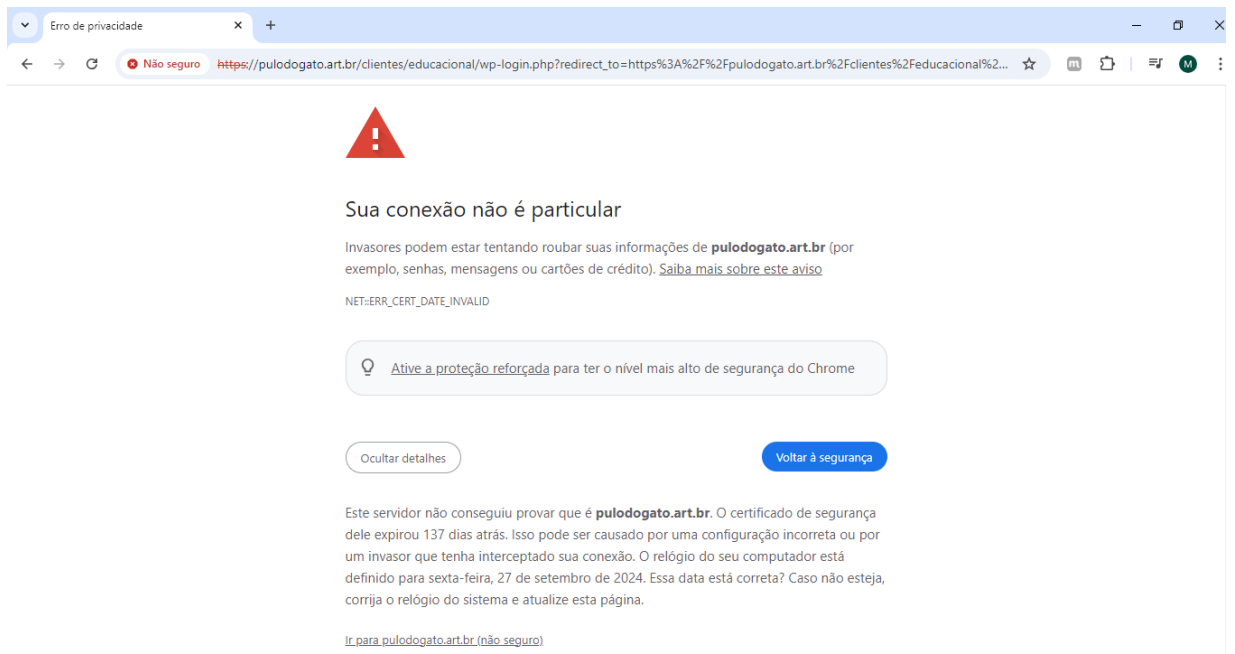 Erro de privacidade
Não seguro https://pulodogato.art.br/clientes/educacional/wp-login.php?redirect_to=https%3A%2F%2Fpulodogato.art.br%2Fclientes%2Feducacional%2...
m
M
Sua conexão não é particular
Invasores podem estar tentando roubar suas informações de pulodogato.art.br (por
exemplo, senhas, mensagens ou cartões de crédito). Saiba mais sobre este aviso
NET::ERR_CERT_DATE_INVALID
Ative a proteção reforçada para ter o nível mais alto de segurança do Chrome
Ocultar detalhes
Voltar à segurança
Este servidor não conseguiu provar que é pulodogato.art.br. O certificado de segurança
dele expirou 137 dias atrás. Isso pode ser causado por uma configuração incorreta ou por
um invasor que tenha interceptado sua conexão. O relógio do seu computador está
definido para sexta-feira, 27 de setembro de 2024. Essa data está correta? Caso não esteja,
corrija o relógio do sistema e atualize esta página.
Ir para pulodogato.art.br (não seguro)